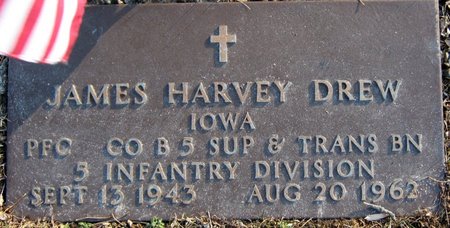 JAMES HARVEY DREW
IOWA
PFC CO B 5 SUP & TRANS BN
5 INFANTRY DIVISION
SEPT 13 1943 AUG 20 1962